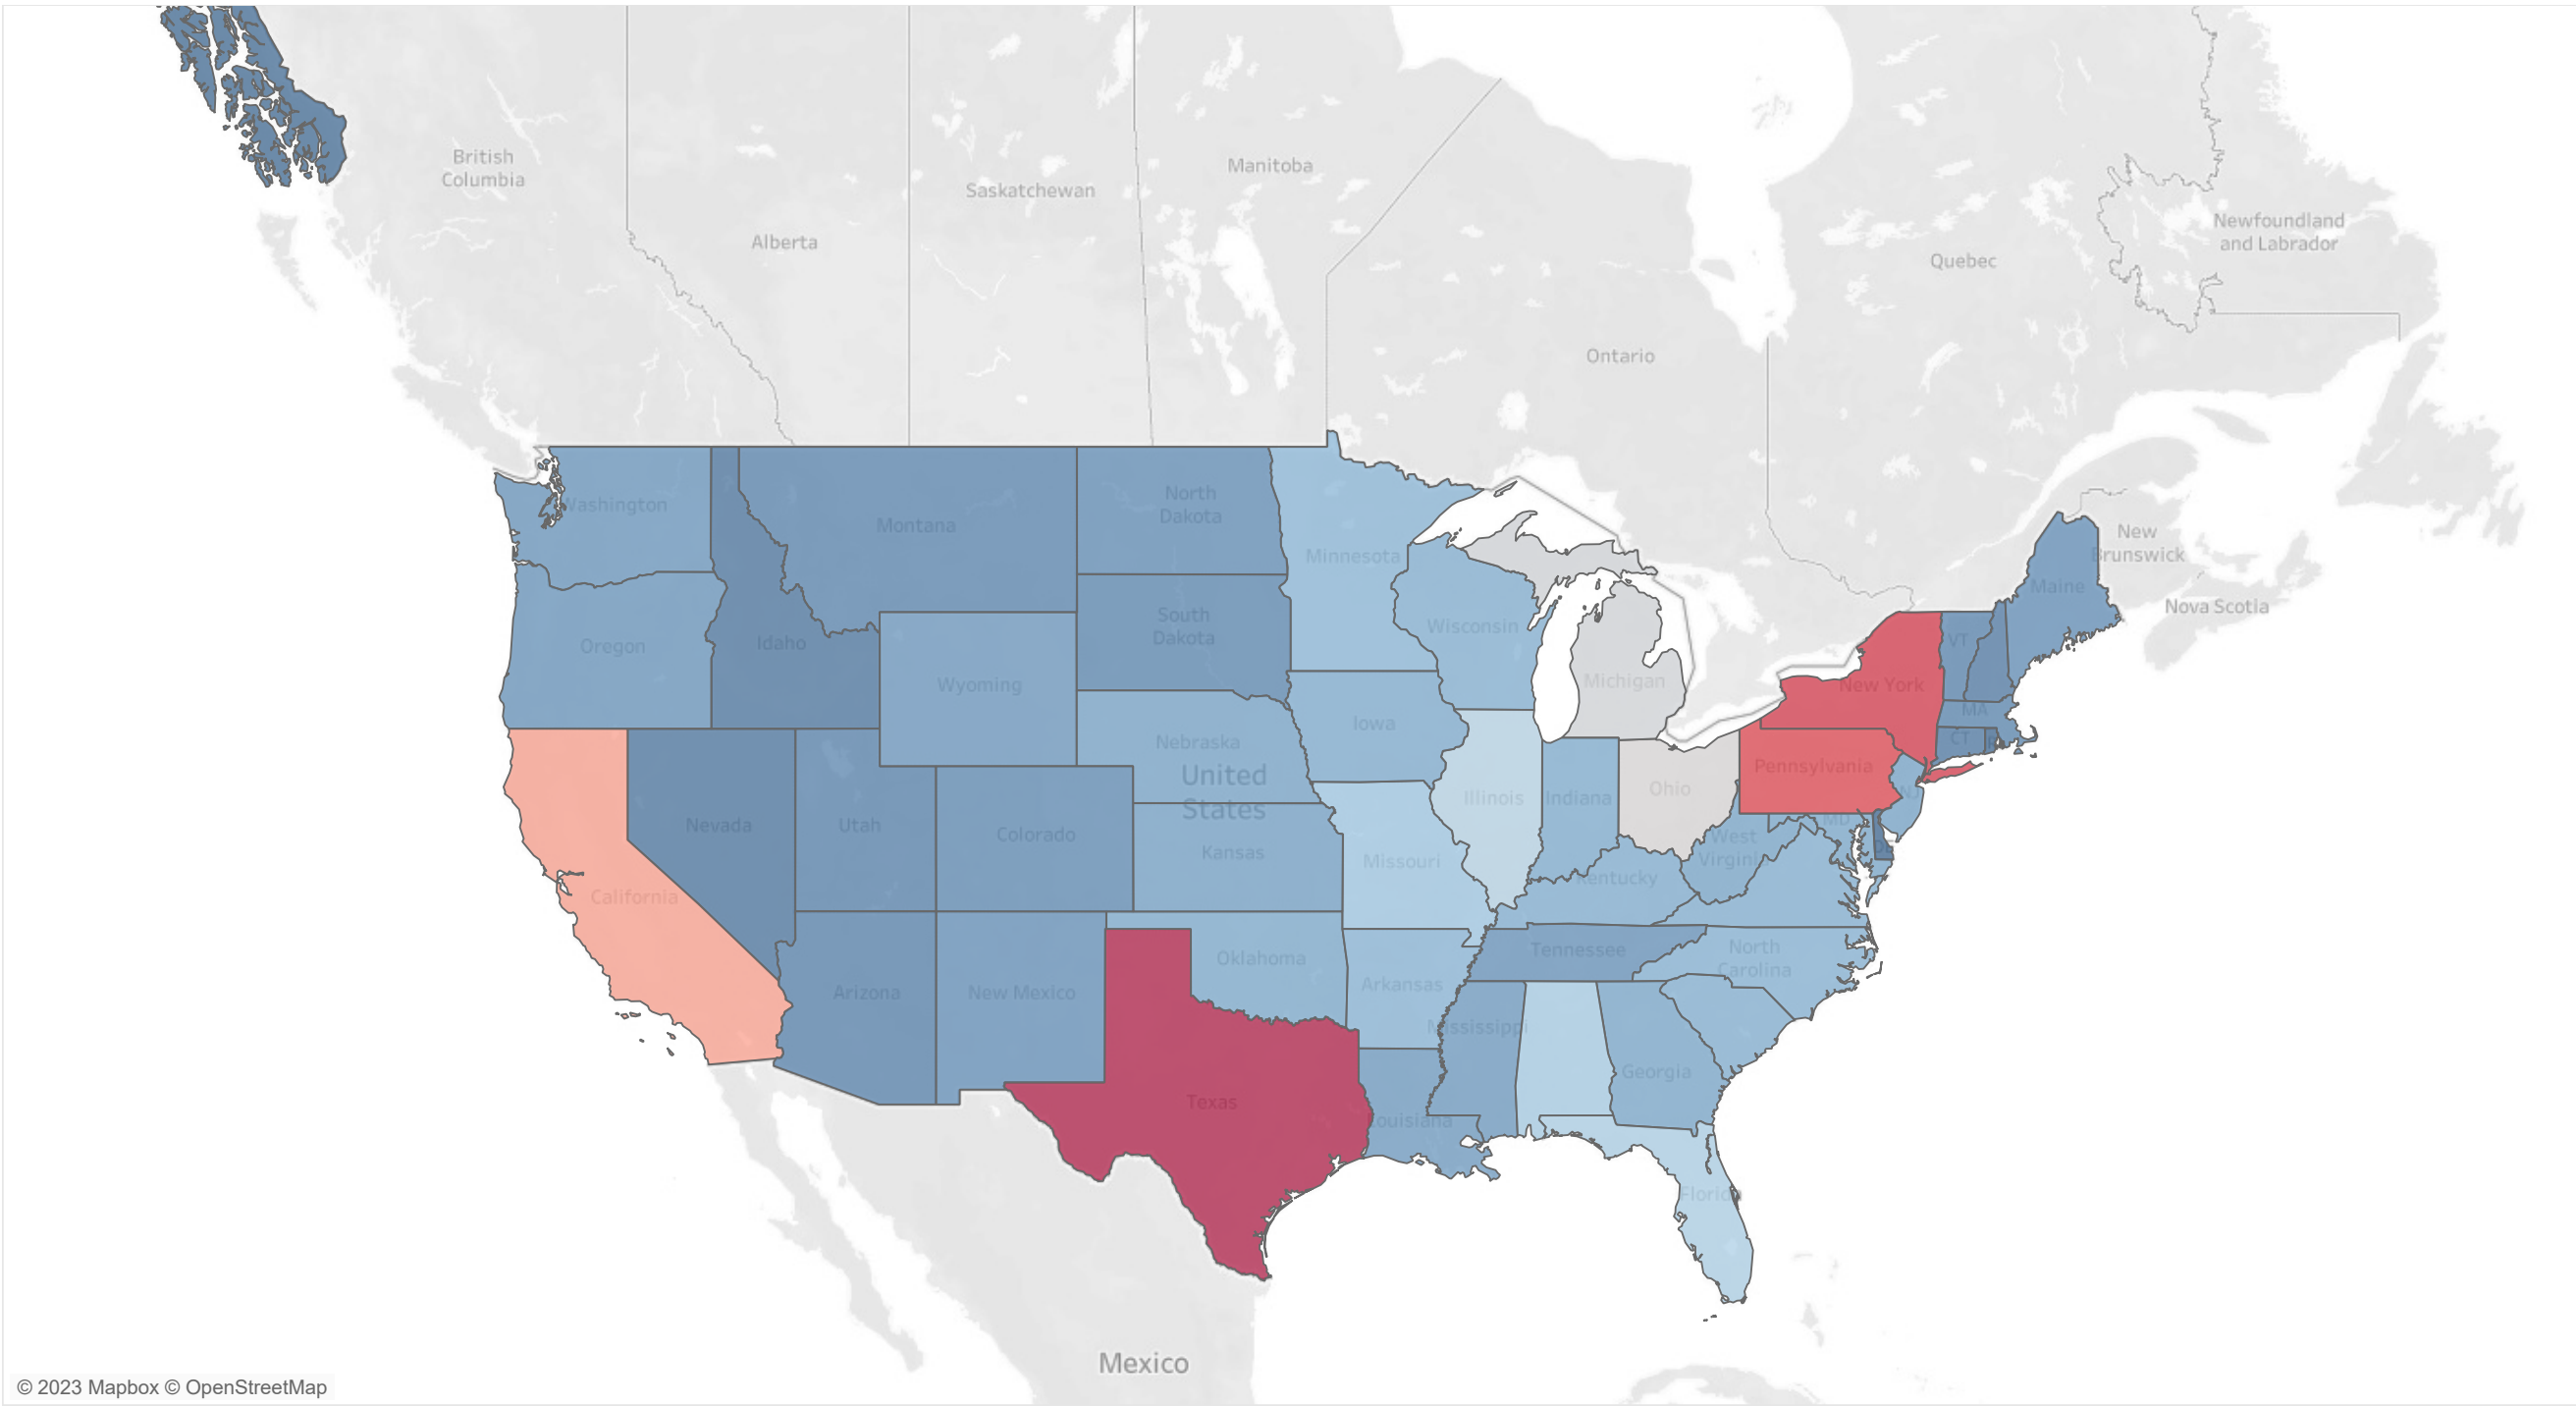 British
Columbia
Alberta
Saskatchewan
Manitoba
Ontario
Quebec
Newfoundland
and Labrador
New
Brunswick
Nova Scotia
Washington
Montana
North
Dakota
Minnesota
Oregon
Idaho
South
Dakota
Wisconsin
Michigan
Wyoming
Maine
VT
New York
MA
CT
Iowa
Nebraska
United
States
Pennsylvania
NJ
Ohio
Illinois
Indiana
Nevada
Utah
Colorado
Kansas
Missouri
West
Virginia
MD
DE
Kentucky
California
Arizona
New Mexico
Oklahoma
Arkansas
Tennessee
North
Carolina
Mississippi
Georgia
Texas
Louisiana
Florida
Mexico
© 2023 Mapbox © OpenStreetMap